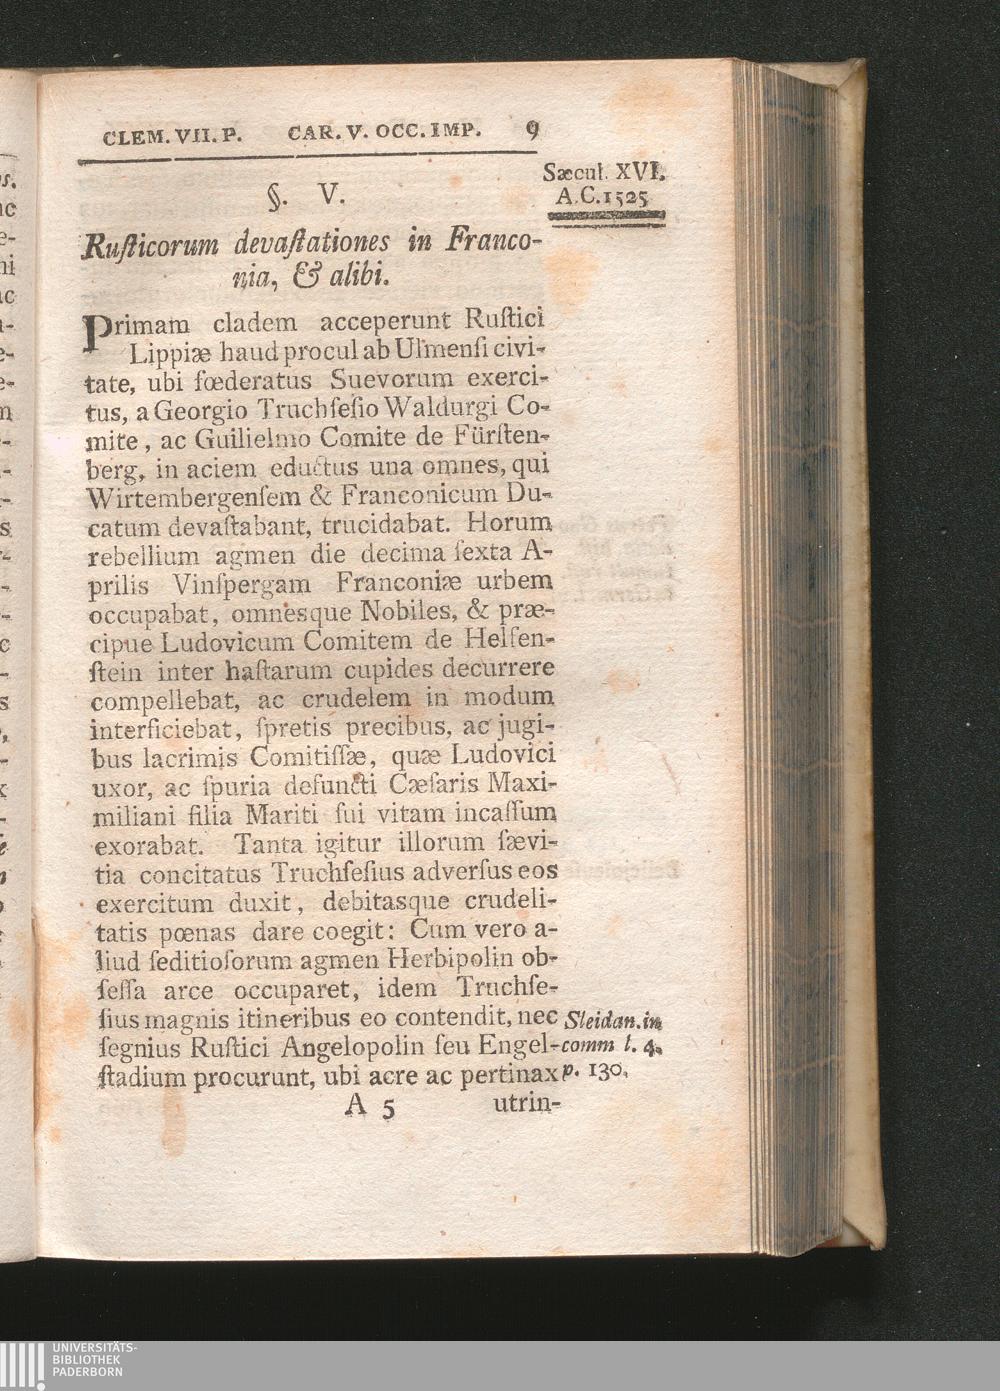 CLEM. VII. P. CAR. V. OCC. IMP. 9
Sæcul. XVI.
A.C. 1525
§. V.
Ruſticorum devaſtationes in Franco-
nia, & alibi.
Primam cladem acceperunt Ruſtici
Lippiæ haud procul ab Ulmenſi civi-
tate, ubi fœderatus Suevorum exerci-
tus, a Georgio Truchſeſio Waldurgi Co-
mite, ac Guilielmo Comite de Fürſten-
berg, in aciem eductus una omnes, qui
Wirtembergenſem & Franconicum Du-
catum devaſtabant, trucidabat. Horum
rebellium agmen die decima ſexta A-
prilis Vinſpergam Franconiæ urbem
occupabat, omnesque Nobiles, & præ-
cipue Ludovicum Comitem de Helfen-
ſtein inter haſtarum cupides decurrere
compellebat, ac crudelem in modum
interficiebat, ſpretis precibus, ac jugi-
bus lacrimis Comitiſſæ, quæ Ludovici
uxor, ac ſpuria defuncti Cæſaris Maxi-
miliani filia Mariti ſui vitam incaſſum
exorabat. Tanta igitur illorum ſævi-
tia concitatus Truchſeſius adverſus eos
exercitum duxit, debitasque crudeli-
tatis pœnas dare coegit: Cum vero a-
liud ſeditioſorum agmen Herbipolin ob-
ſeſſa arce occuparet, idem Truchſe-
ſius magnis itineribus eo contendit, nec
ſegnius Ruſtici Angelopolin ſeu Engel-
ſtadium procurunt, ubi acre ac pertinax
Sleidan. in
comm l. 4.
p. 130.
A 5 utrin-
UNIVERSITÄTS-
BIBLIOTHEK
PADERBORN